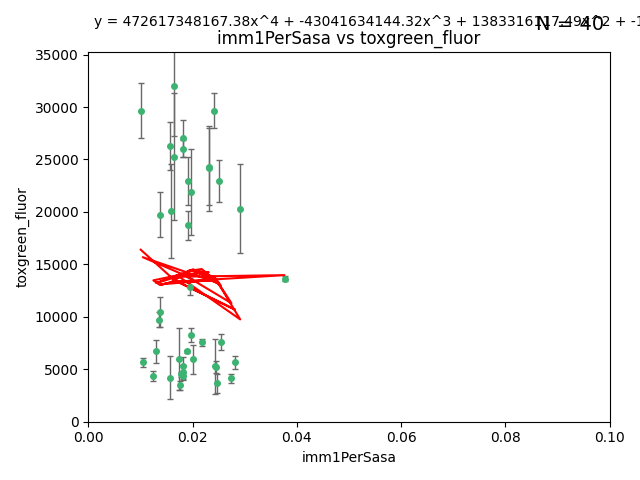 y = 472617348167.38x^4 + -43041634144.32x^3 +
N = 40
imm1PerSasa vs toxgreen_fluor
35000
30000
25000
20000
15000
10000
5000
0
toxgreen_fluor
0.00 0.02 0.04 0.06 0.08 0.10
imm1PerSasa